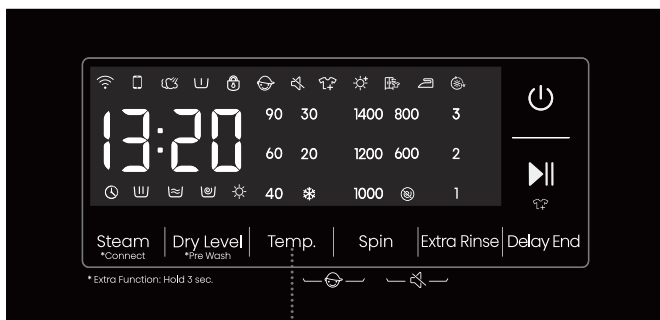 13:20
90 30 1400 800 3
60 20 1200 600 2
40 1000 1
Steam Dry Level Temp. Spin Extra Rinse Delay End
*Connect *Pre Wash
* Extra Function: Hold 3 sec.